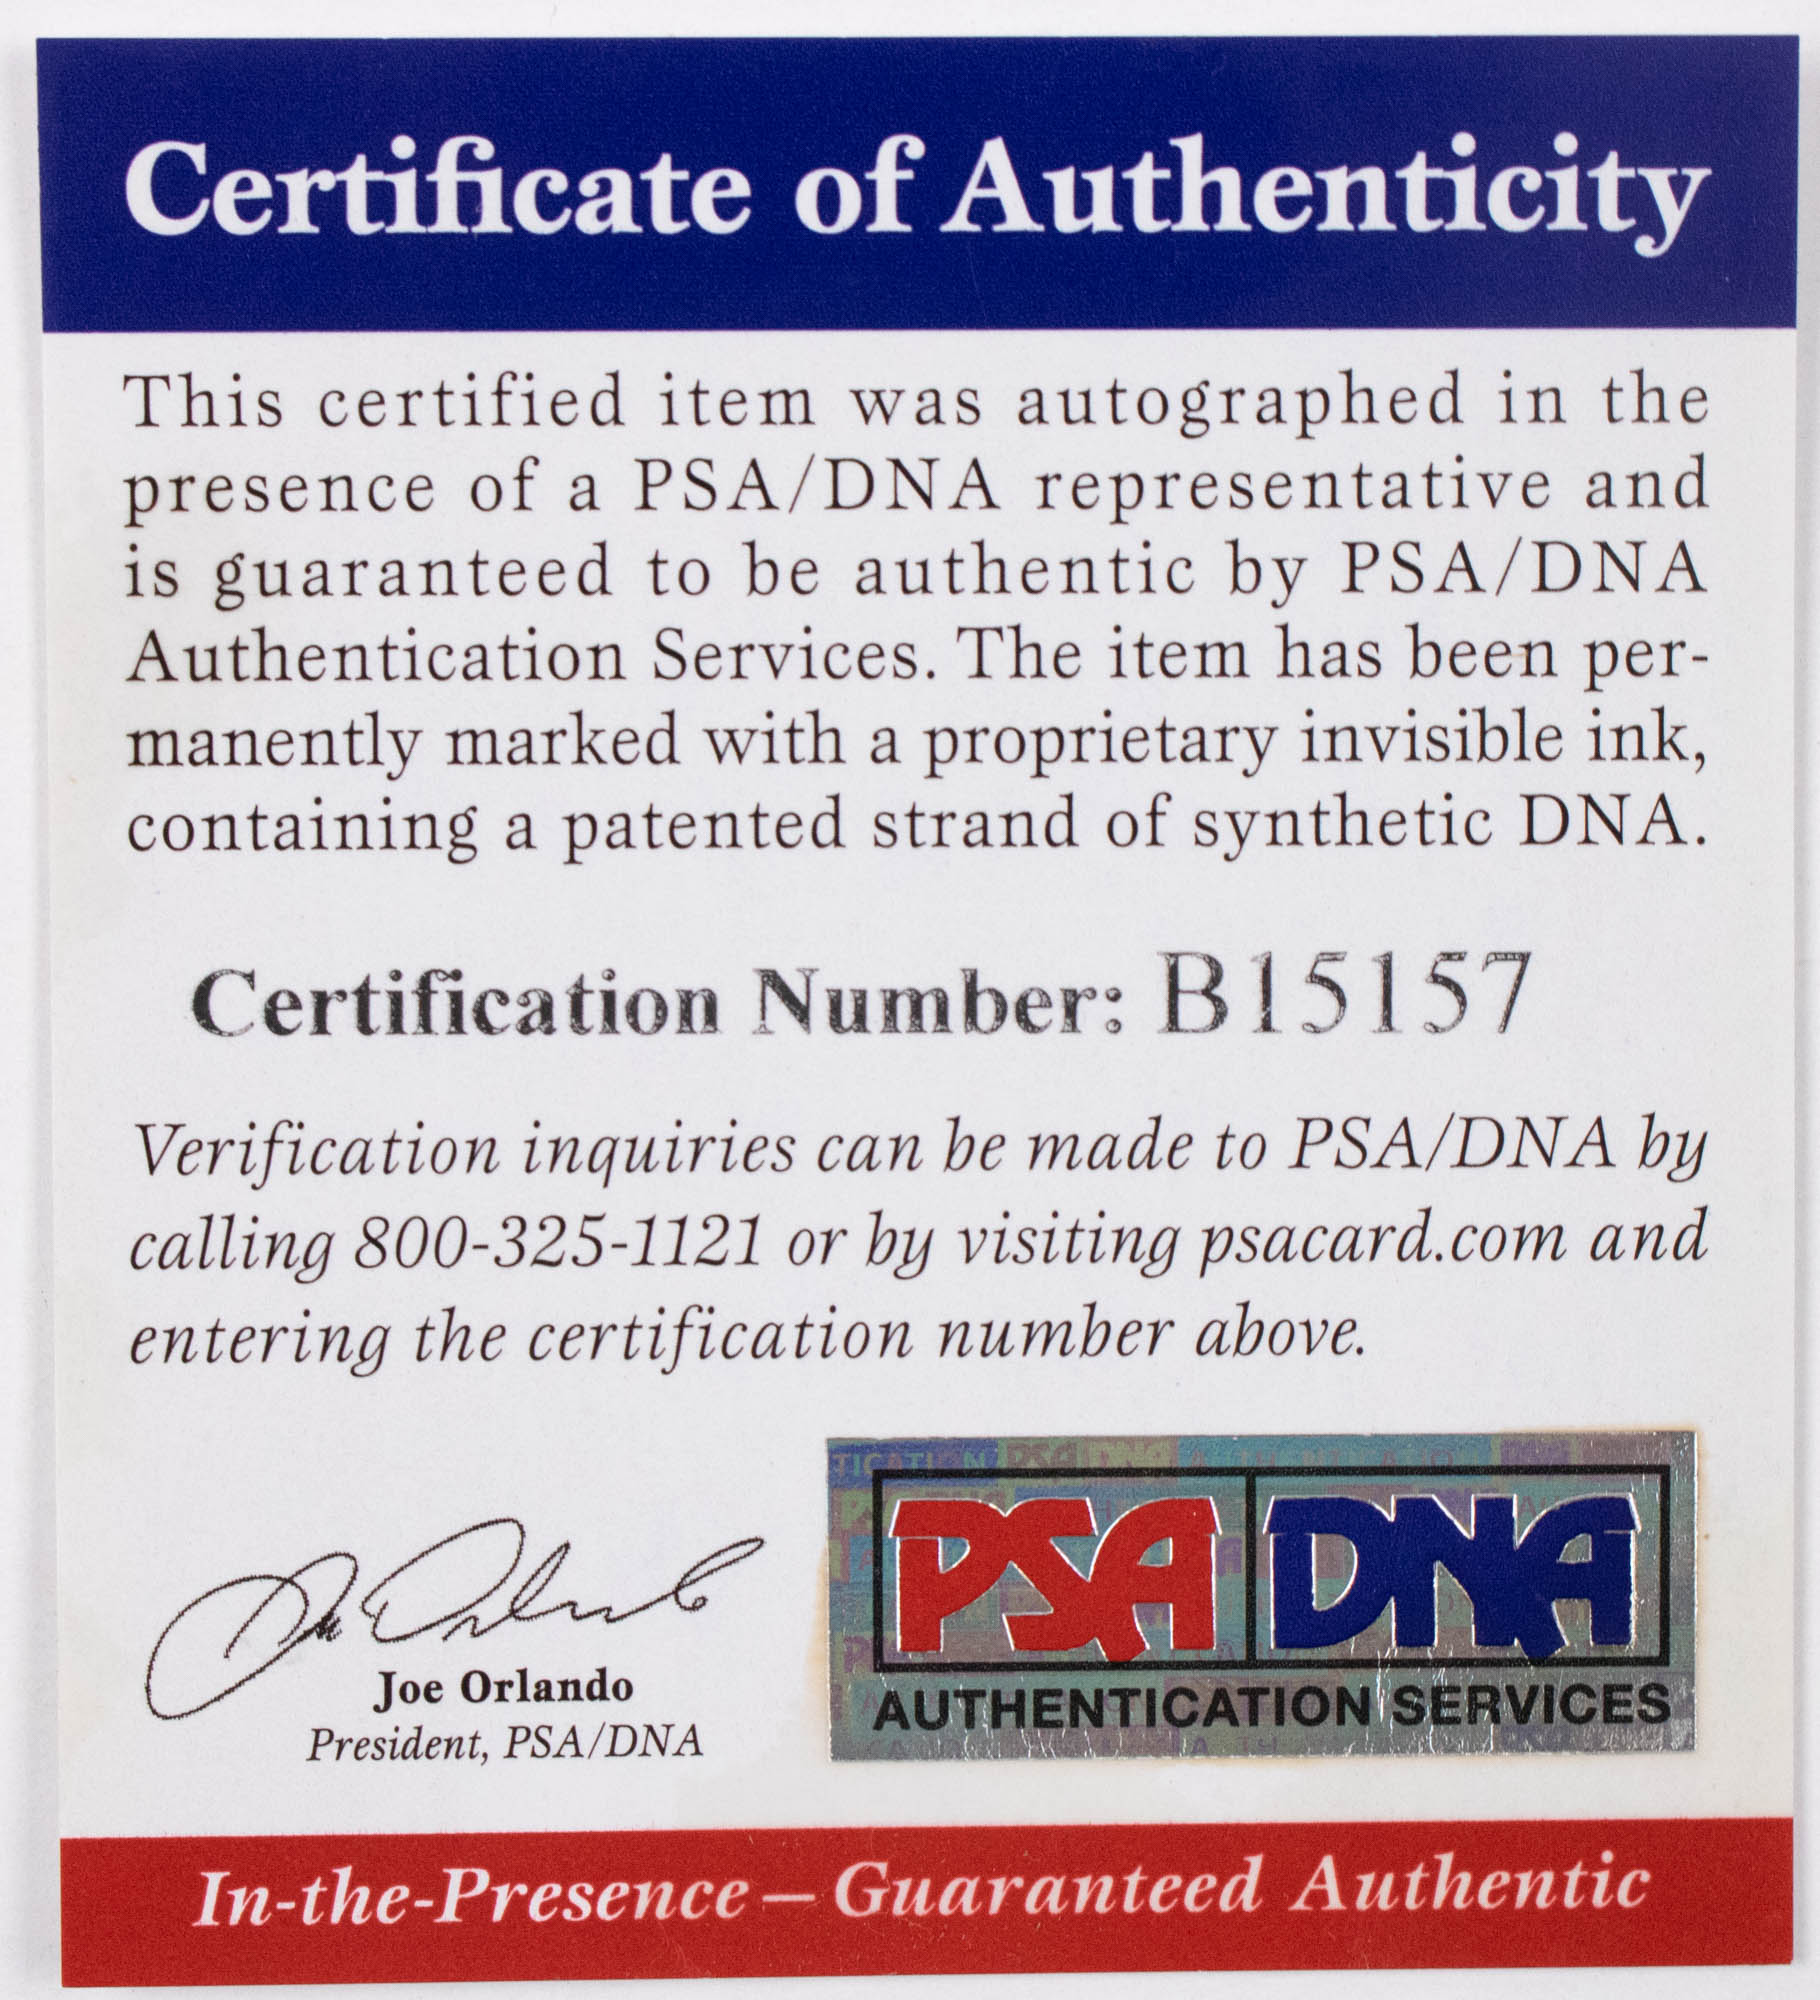 Certificate of Authenticity
This certified item was autographed in the
presence of a PSA/DNA representative and
is guaranteed to be authentic by PSA/DNA
Authentication Services. The item has been per-
manently marked with a proprietary invisible ink,
containing a patented strand of synthetic DNA.
Certification Number: B15157
Verification inquiries can be made to PSA/DNA by
calling 800-325-1121 or by visiting psacard.com and
entering the certification number above.
Joe Orlando
President, PSA/DNA
PSA DNA
AUTHENTICATION SERVICES
In-the-Presence – Guaranteed Authentic